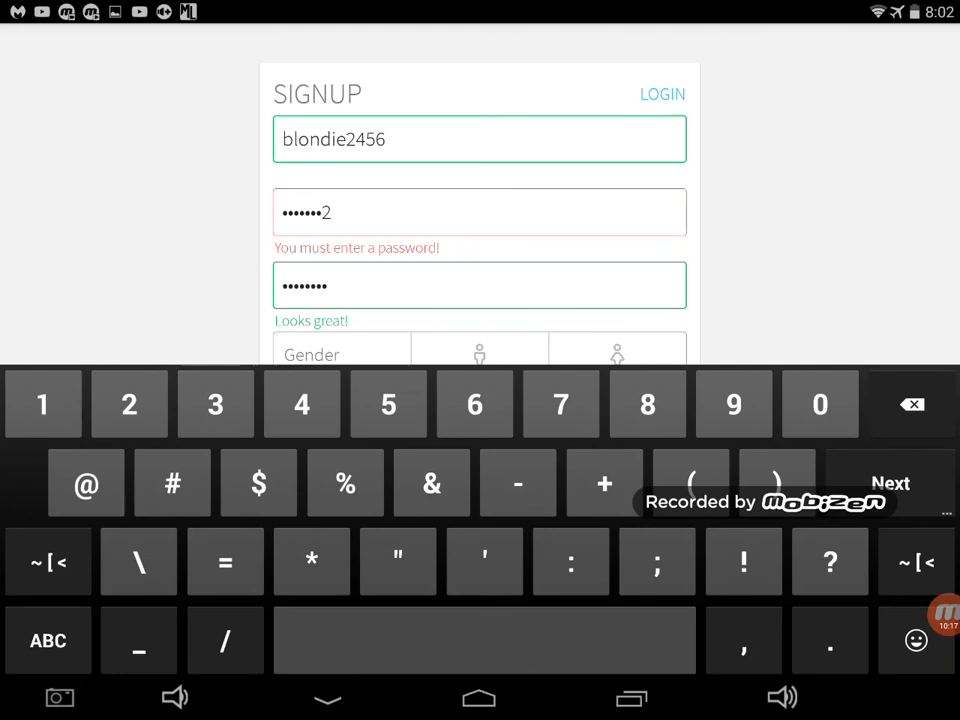 8:02
SIGNUP
LOGIN
blondie2456
•••••••2
You must enter a password!
••••••••
Looks great!
Gender
1 2 3 4 5 6 7 8 9 0
@ # $ % & - + ( ) Next
Recorded by mobizen
~[< \ = * " ' : ; ! ? ~[<
10:17
ABC _ / , .